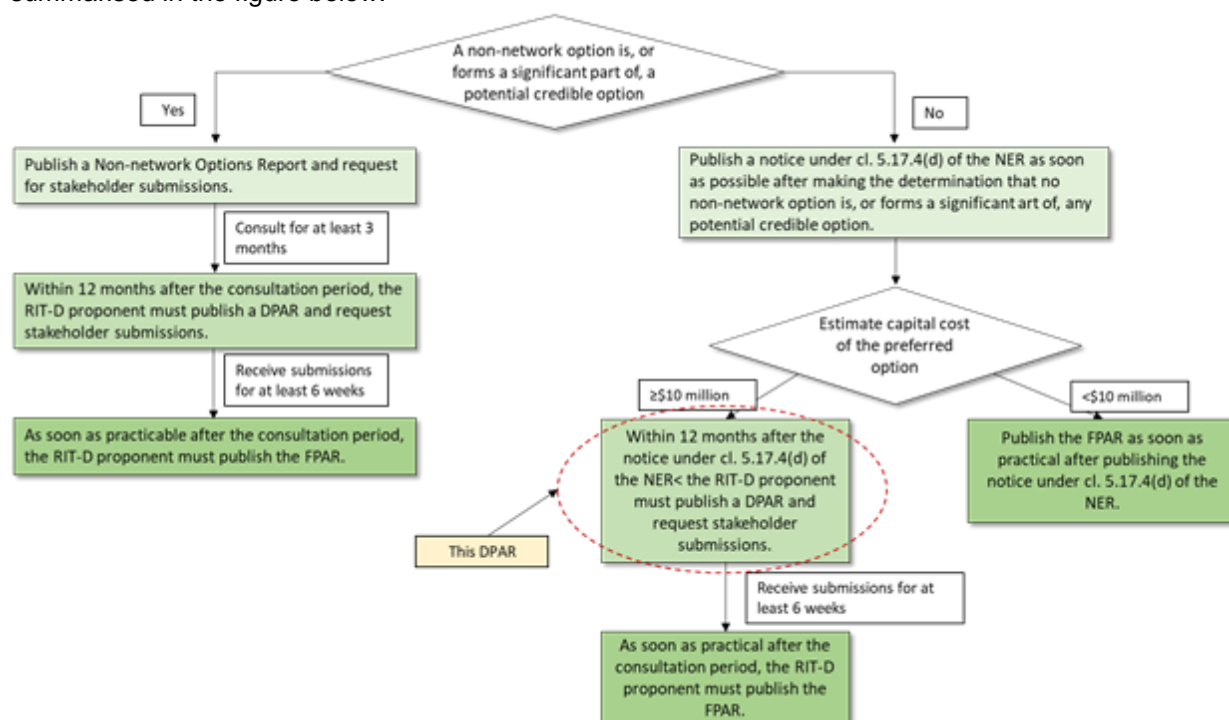 summarised in the figure below.
A non-network option is, or
forms a significant part of, a
potential credible option
Yes
No
Publish a Non-network Options Report and request
for stakeholder submissions.
Consult for at least 3
months
Within 12 months after the consultation period, the
RIT-D proponent must publish a DPAR and request
stakeholder submissions.
Receive submissions
for at least 6 weeks
As soon as practicable after the consultation period,
the RIT-D proponent must publish the FPAR.
Publish a notice under cl. 5.17.4(d) of the NER as soon
as possible after making the determination that no
non-network option is, or forms a significant art of, any
potential credible option.
Estimate capital cost
of the preferred
option
≥$10 million
<$10 million
Within 12 months after the
notice under cl. 5.17.4(d) of
the NER< the RIT-D proponent
must publish a DPAR and
request stakeholder
submissions.
This DPAR
Publish the FPAR as soon as
practical after publishing the
notice under cl. 5.17.4(d) of the
NER.
Receive submissions for at
least 6 weeks
As soon as practical after the
consultation period, the RIT-D
proponent must publish the
FPAR.